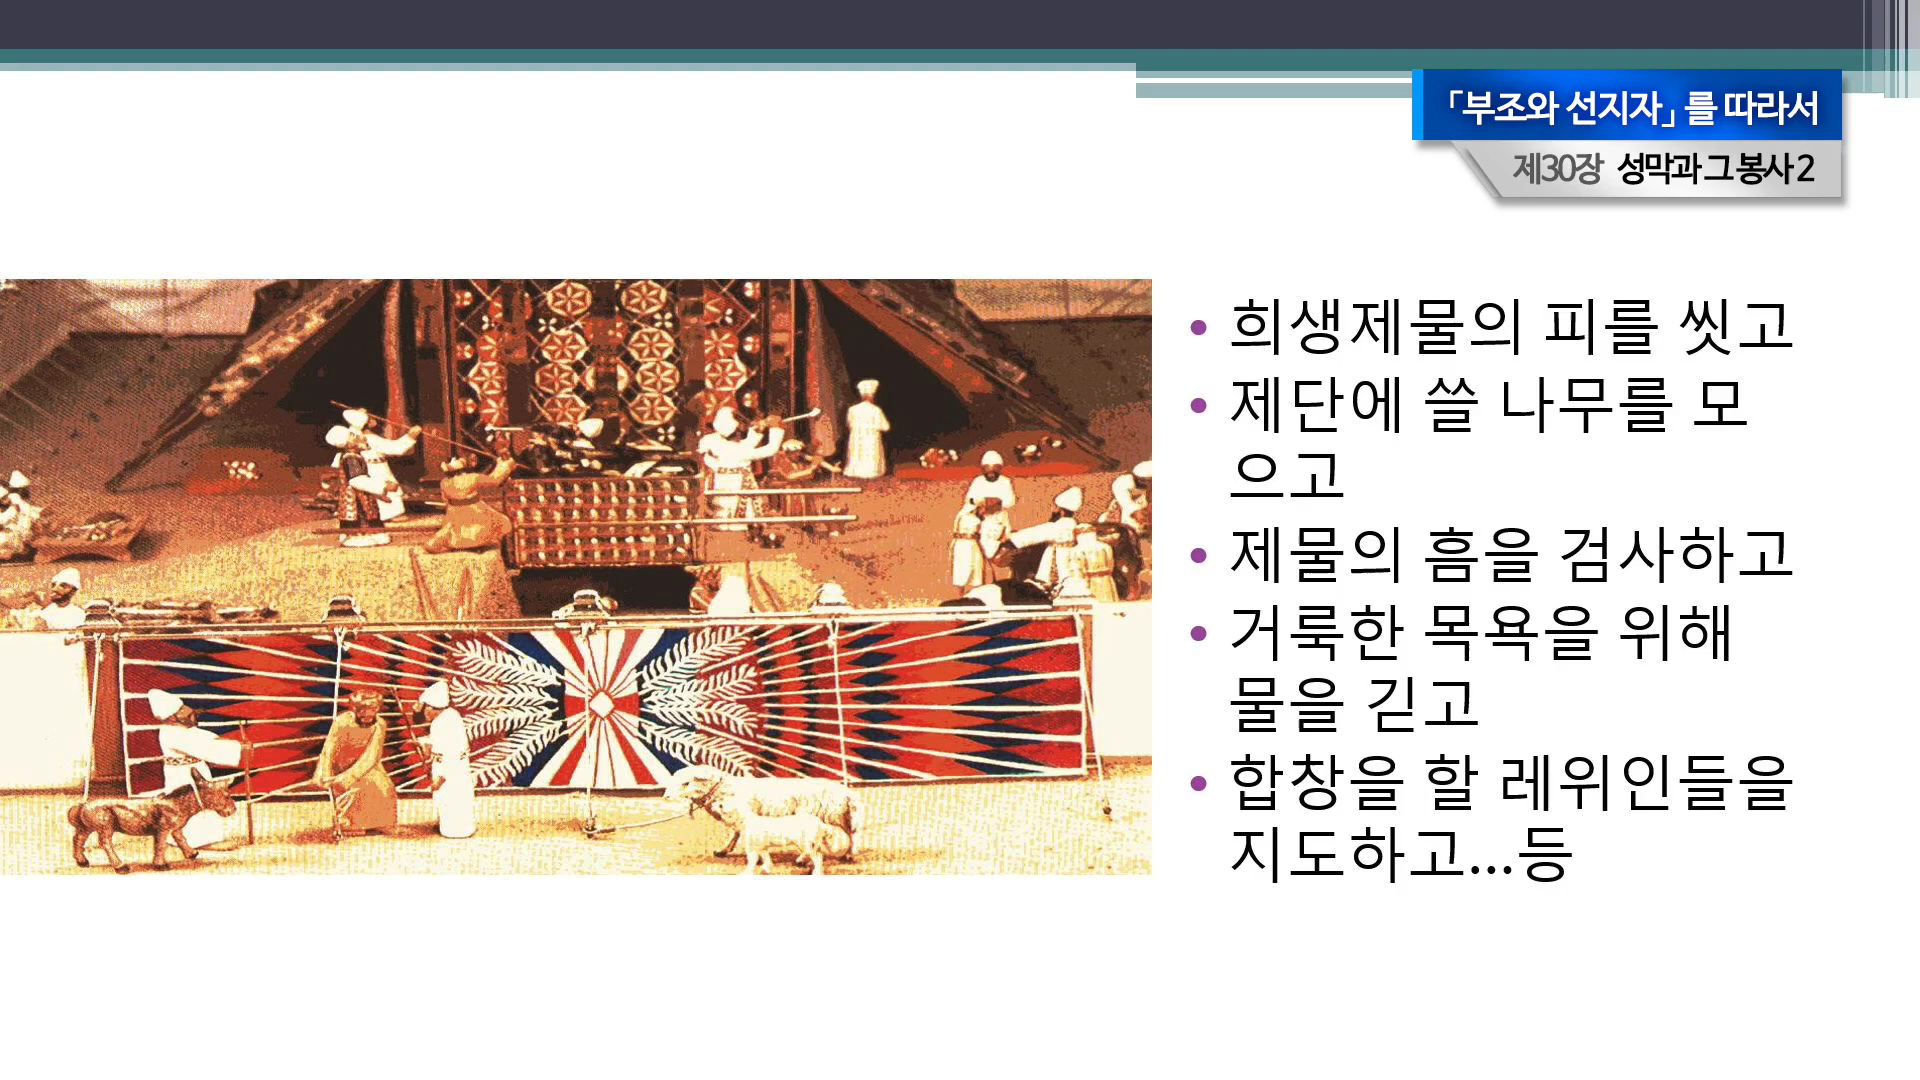 「부조와 선지자」를 따라서
제30장 성막과 그 봉사 2
• 희생제물의 피를 씻고
• 제단에 쓸 나무를 모
으고
• 제물의 흠을 검사하고
• 거룩한 목욕을 위해
물을 긷고
• 합창을 할 레위인들을
지도하고...등